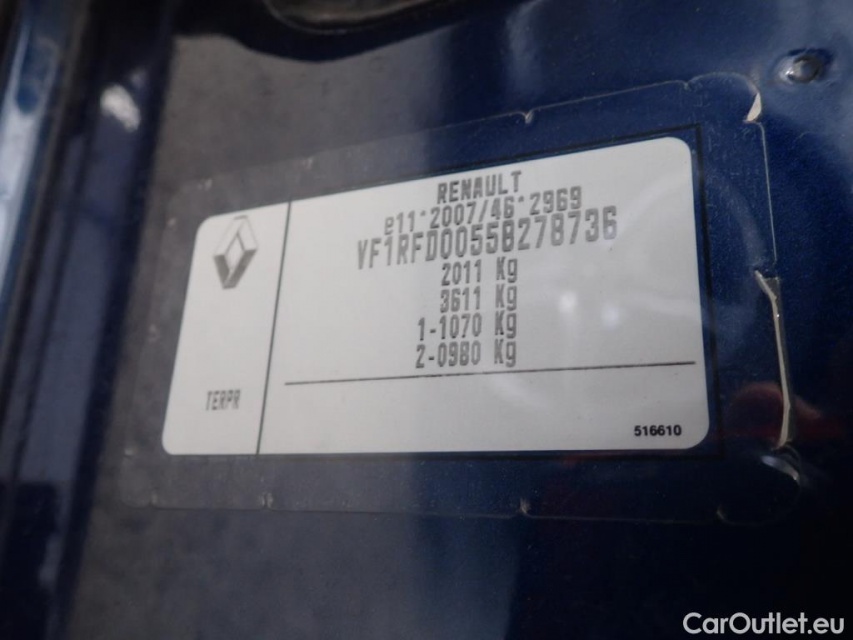 RENAULT
e11*2007/46*2969
VF1RFD00558278736
2011 Kg
3611 Kg
1-1070 Kg
2-0980 Kg
TERPR
516610
CarOutlet.eu